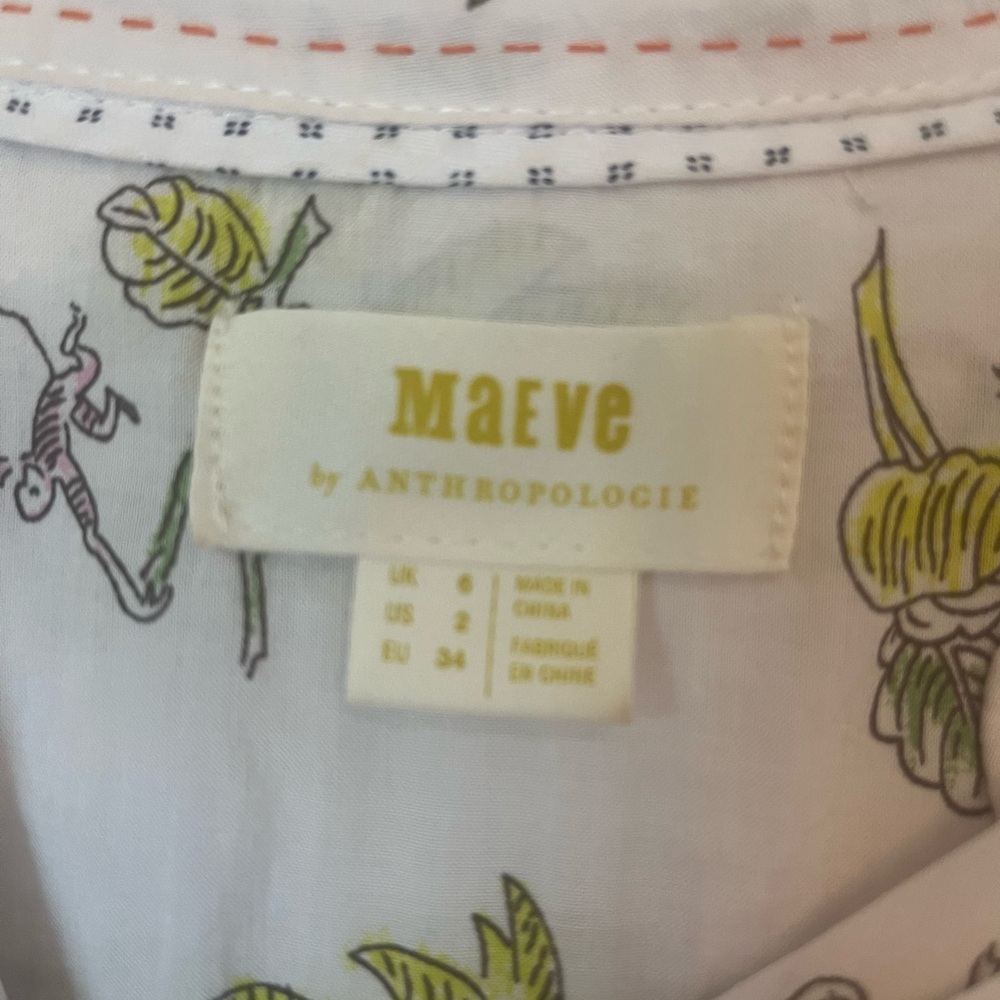 MaEve
by ANTHROPOLOGIE
UK 6
US 2
EU 34
MADE IN
CHINA
FABRIQUÉ
EN CHINE